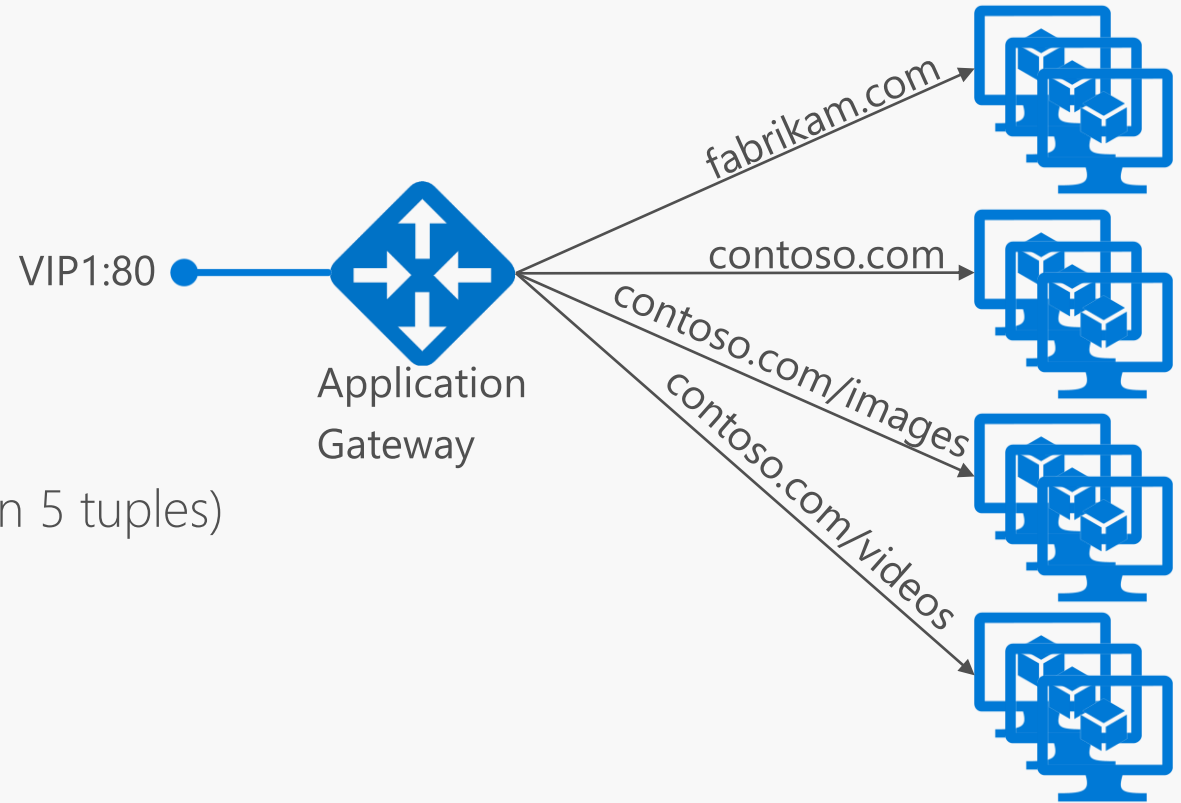 fabrikam.com
VIP1:80
contoso.com
contoso.com/images
contoso.com/videos
Application
Gateway
n 5 tuples)